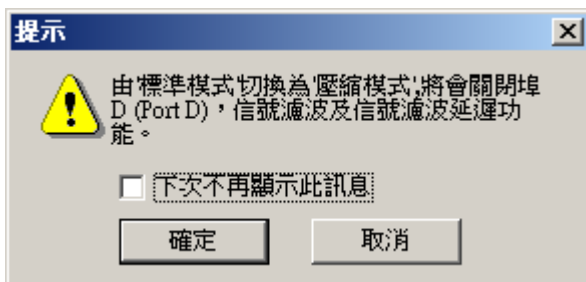 提示
由'標準模式'切換為'壓縮模式',將會關閉埠
D (Port D),信號濾波及信號濾波延遲功
能。
下次不再顯示此訊息
確定
取消